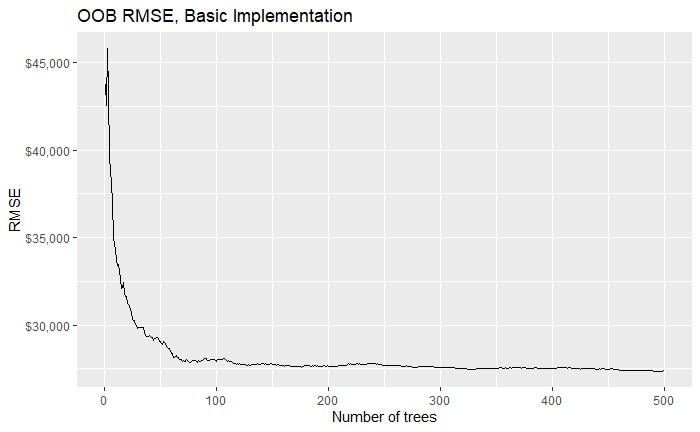 OOB RMSE, Basic Implementation
$45,000
$40,000
$35,000
$30,000
RMSE
0 100 200 300 400 500
Number of trees